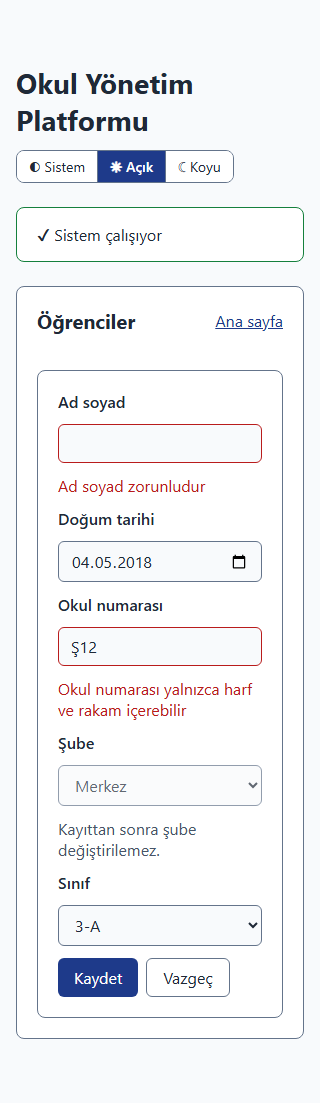 Okul Yönetim
Platformu
Sistem
Açık
Koyu
✓ Sistem çalışıyor
Öğrenciler
Ana sayfa
Ad soyad
Ad soyad zorunludur
Doğum tarihi
04.05.2018
Okul numarası
Ş12
Okul numarası yalnızca harf
ve rakam içerebilir
Şube
Merkez
Kayıttan sonra şube
değiştirilemez.
Sınıf
3-A
Kaydet
Vazgeç